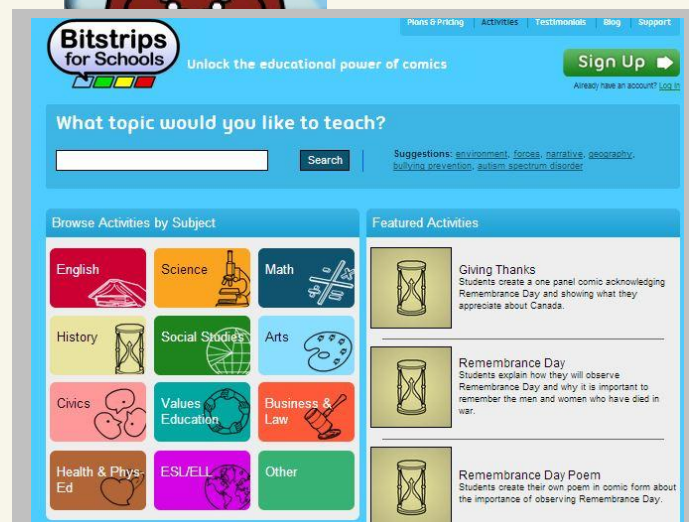 Plans & Pricing
Activities
Testimonials
Blog
Support
Bitstrips
for Schools
Unlock the educational power of comics
Sign Up
Already have an account? Log In
What topic would you like to teach?
Search
Suggestions: environment, forces, narrative, geography,
bullying prevention, autism spectrum disorder
Browse Activities by Subject
English
Science
Math
History
Social Studies
Arts
Civics
Values
Education
Business &
Law
Health & Phys-
Ed
ESL/ELL
Other
Featured Activities
Giving Thanks
Students create a one panel comic acknowledging
Remembrance Day and showing what they
appreciate about Canada.
Remembrance Day
Students explain how they will observe
Remembrance Day and why it is important to
remember the men and women who have died in
war.
Remembrance Day Poem
Students create their own poem in comic form about
the importance of observing Remembrance Day.